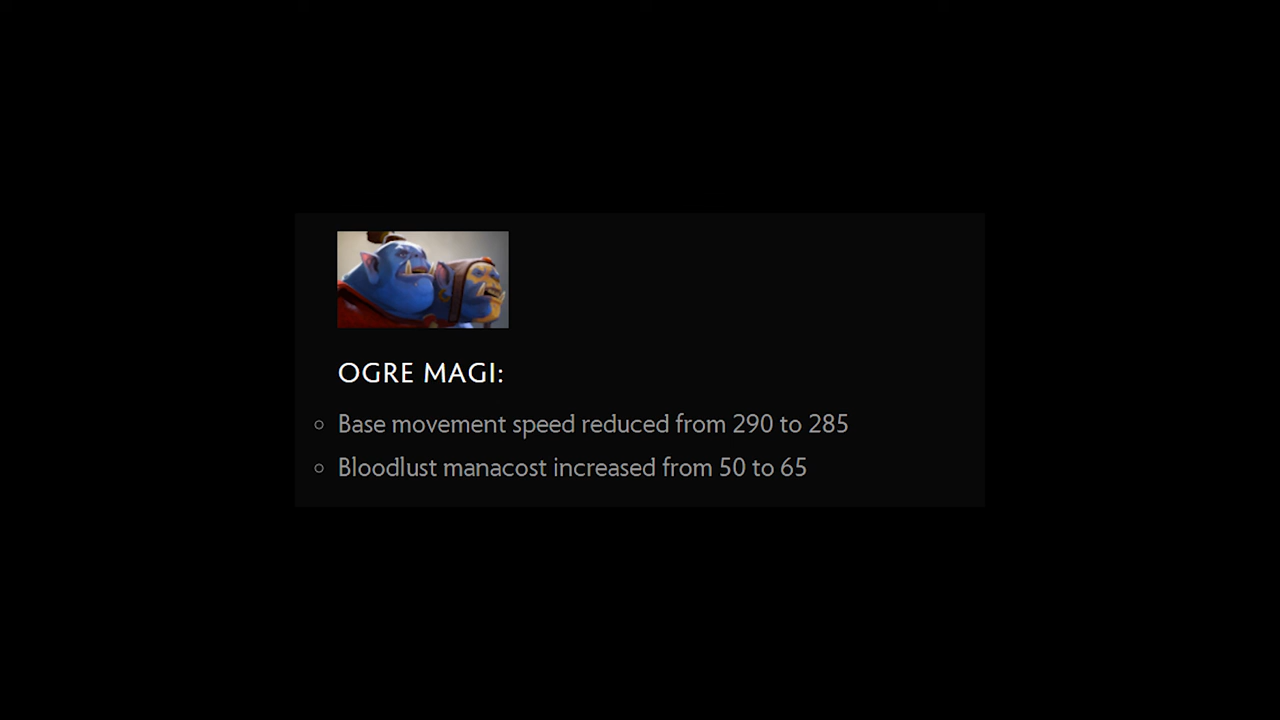 OGRE MAGI:
Base movement speed reduced from 290 to 285
Bloodlust manacost increased from 50 to 65